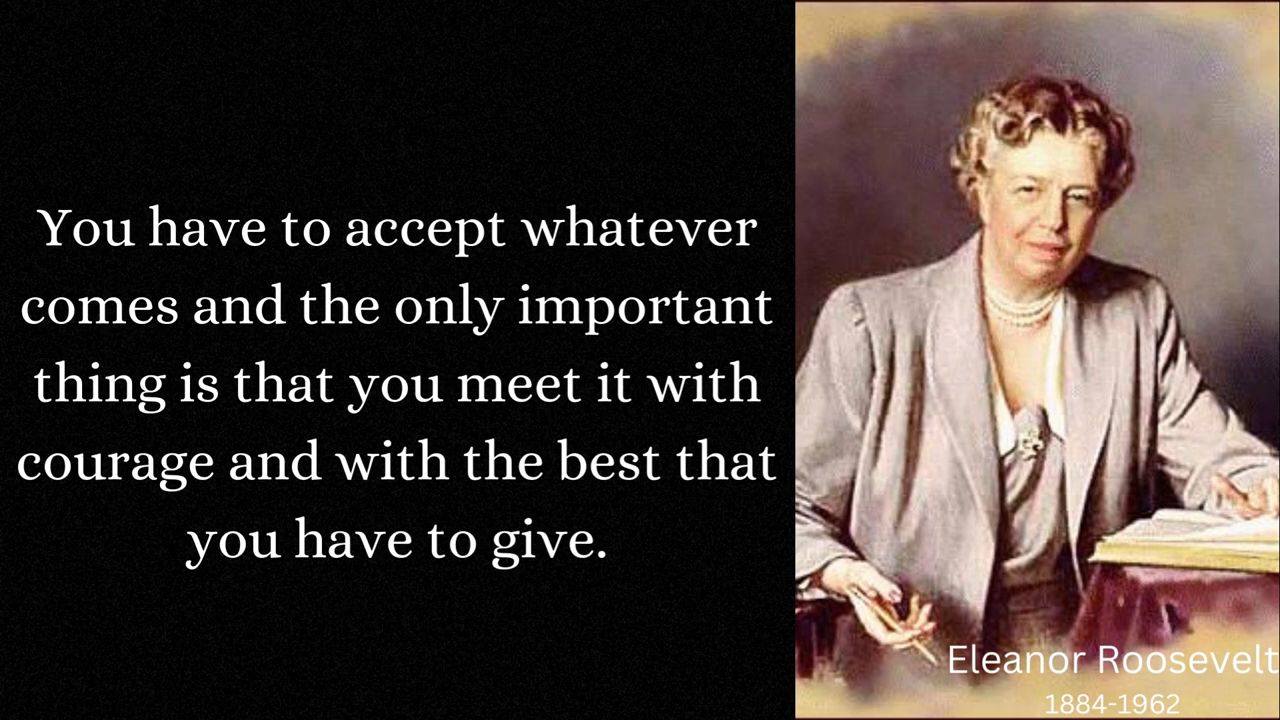 You have to accept whatever
comes and the only important
thing is that you meet it with
courage and with the best that
you have to give.
Eleanor Roosevelt
1884-1962